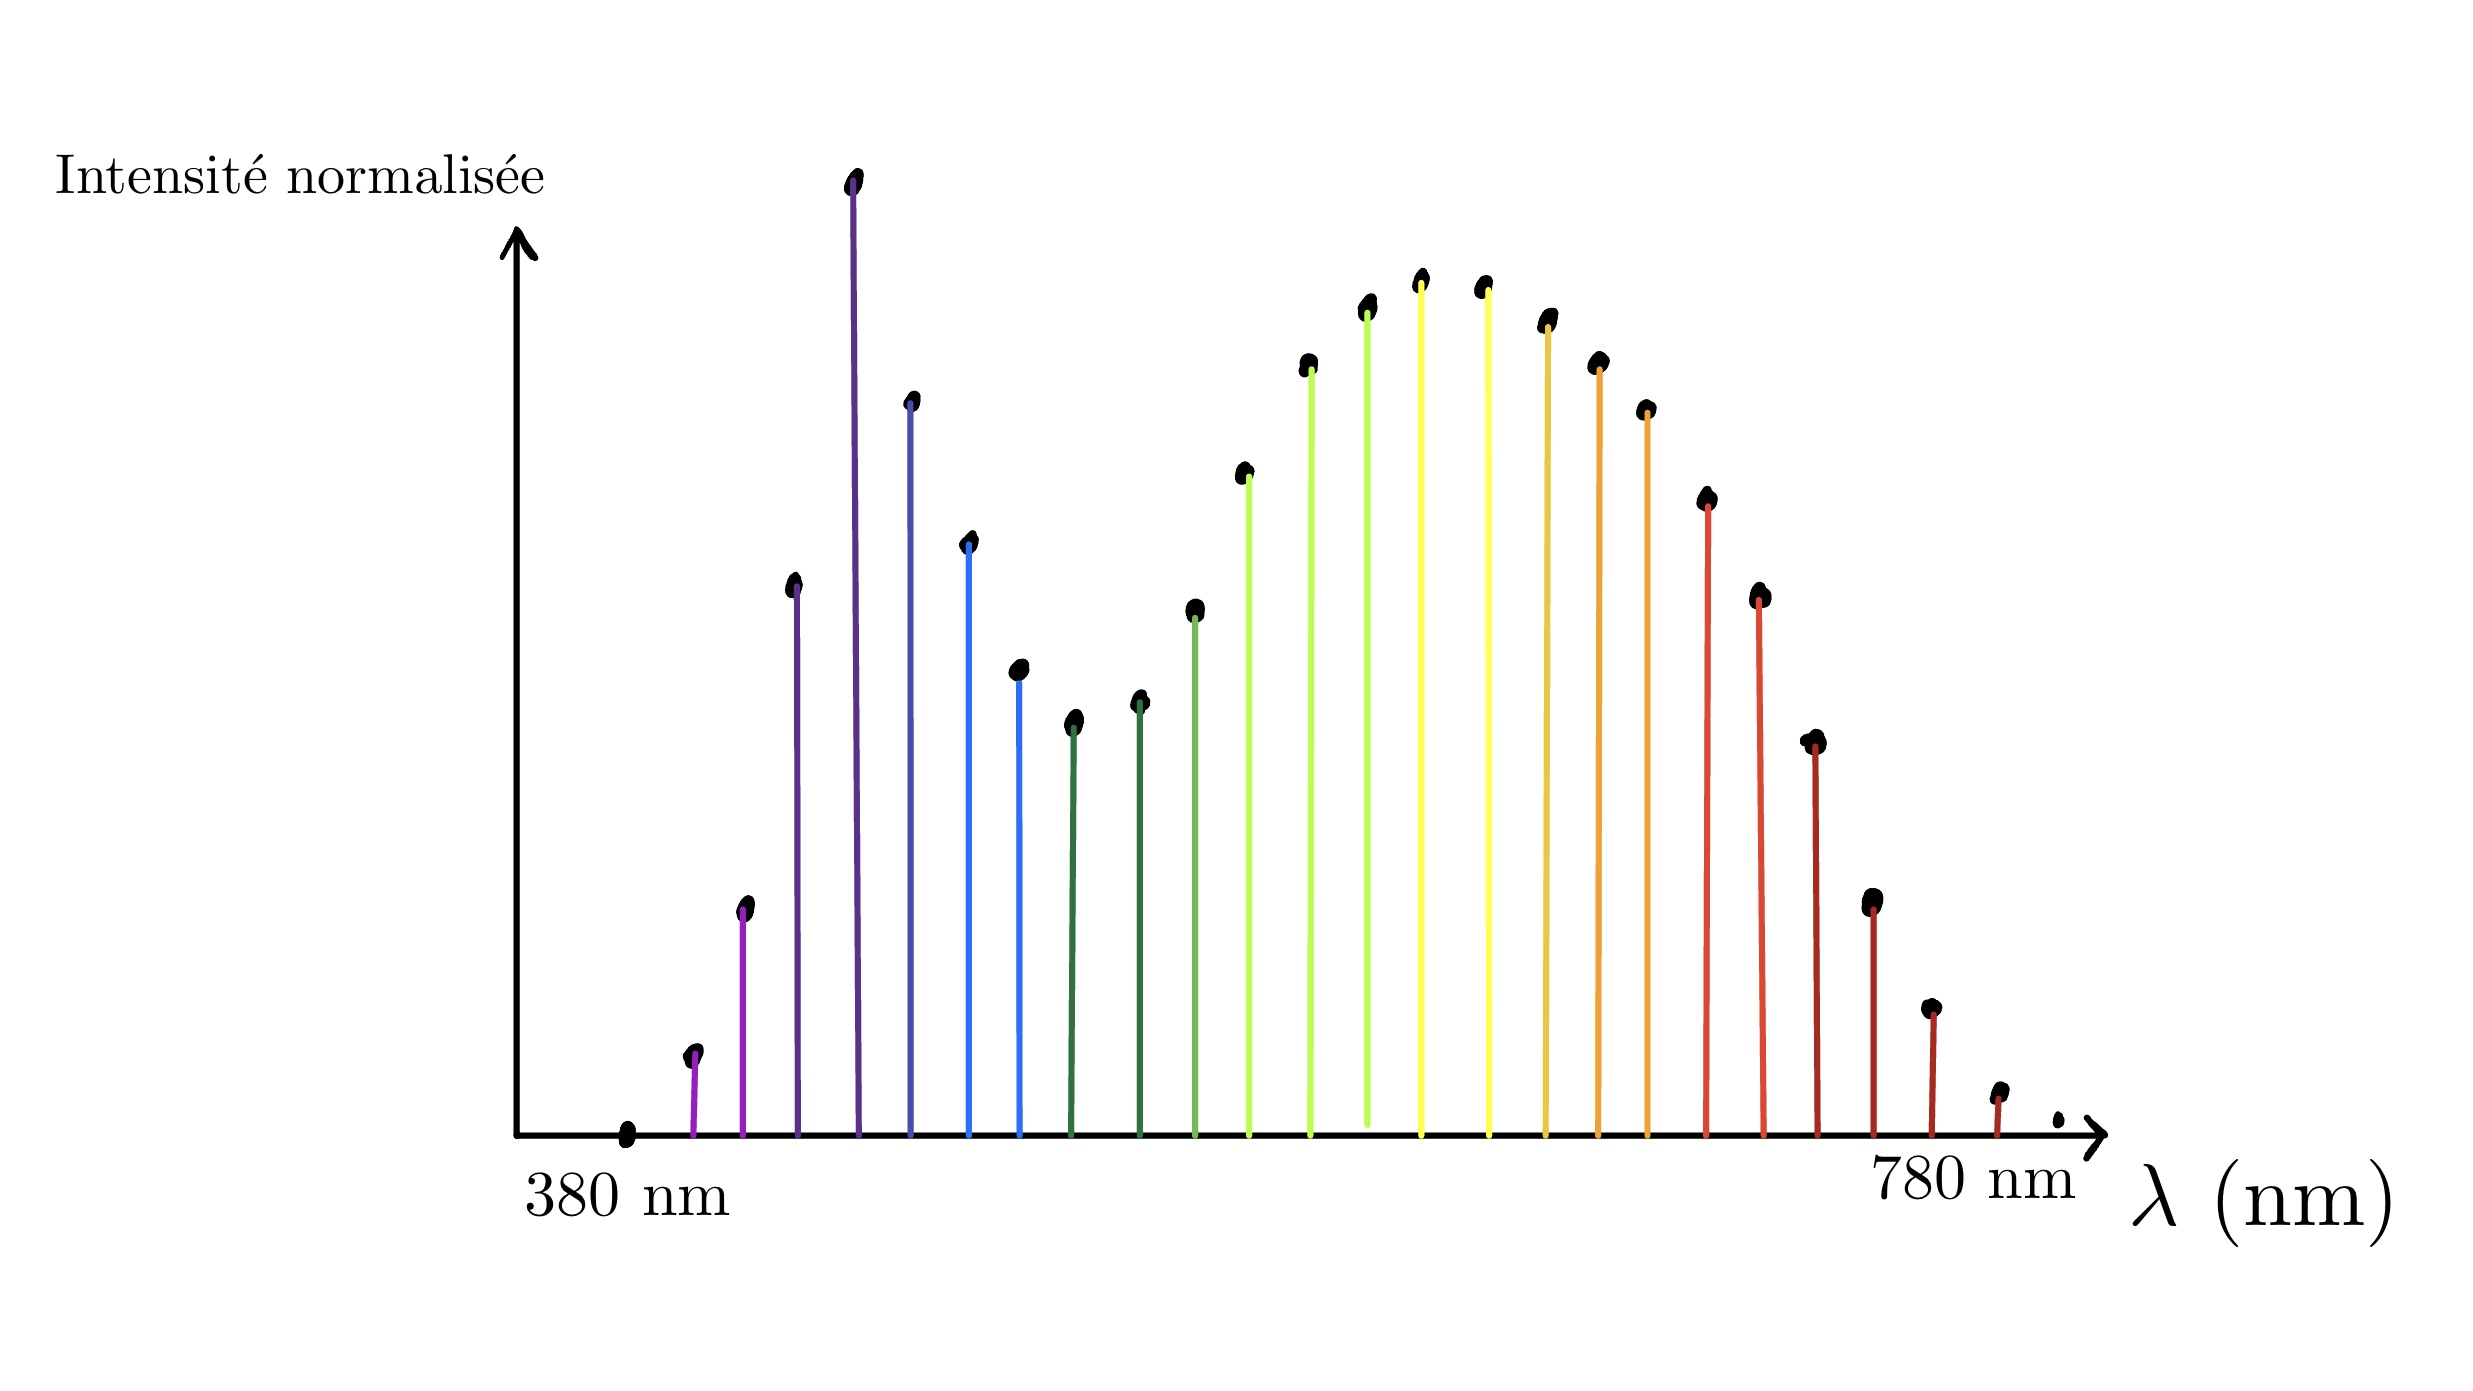 Intensité normalisée
380 nm
780 nm
λ (nm)